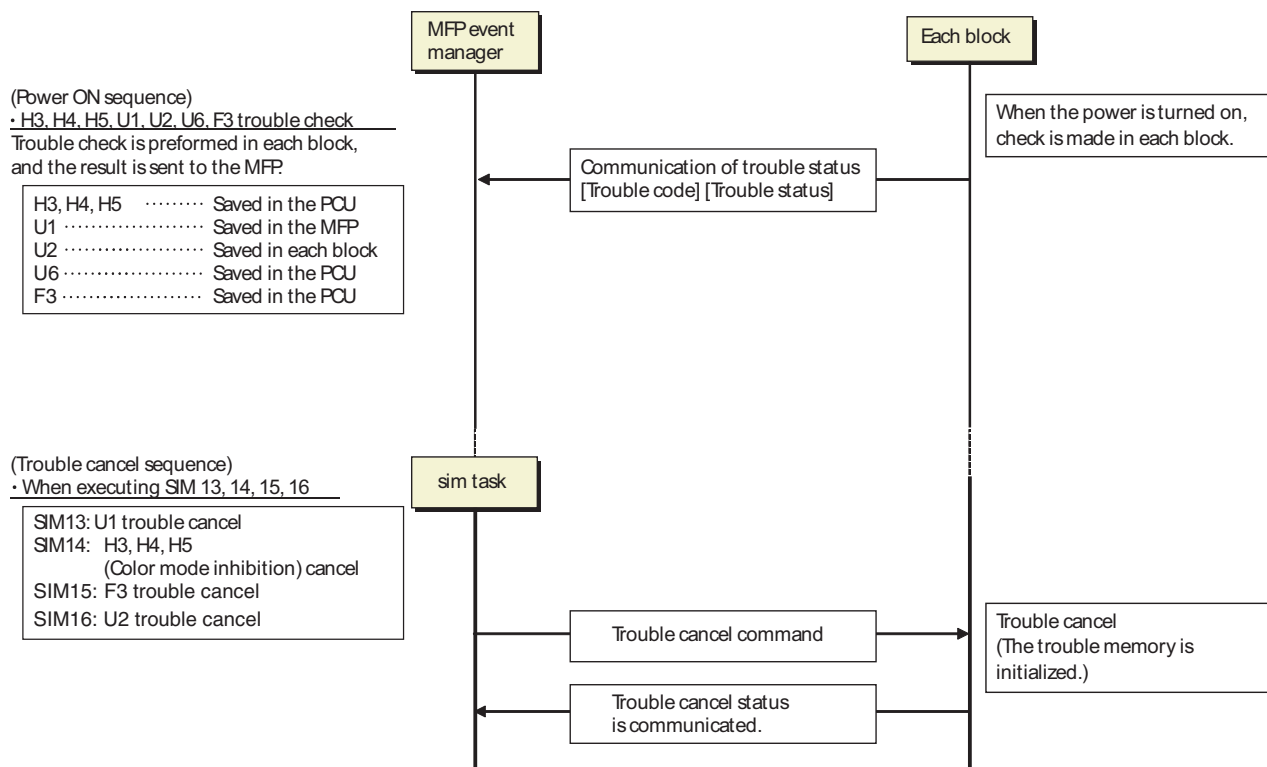 MFP event
manager
Each block
(Power ON sequence)
・H3, H4, H5, U1, U2, U6, F3 trouble check
Trouble check is preformed in each block,
and the result is sent to the MFP.
H3, H4, H5 ········· Saved in the PCU
U1 ····················· Saved in the MFP
U2 ····················· Saved in each block
U6 ····················· Saved in the PCU
F3 ····················· Saved in the PCU
Communication of trouble status
[Trouble code] [Trouble status]
When the power is turned on,
check is made in each block.
(Trouble cancel sequence)
・When executing SIM 13, 14, 15, 16
SIM13: U1 trouble cancel
SIM14: H3, H4, H5
(Color mode inhibition) cancel
SIM15: F3 trouble cancel
SIM16: U2 trouble cancel
sim task
Trouble cancel command
Trouble cancel
(The trouble memory is
initialized.)
Trouble cancel status
is communicated.